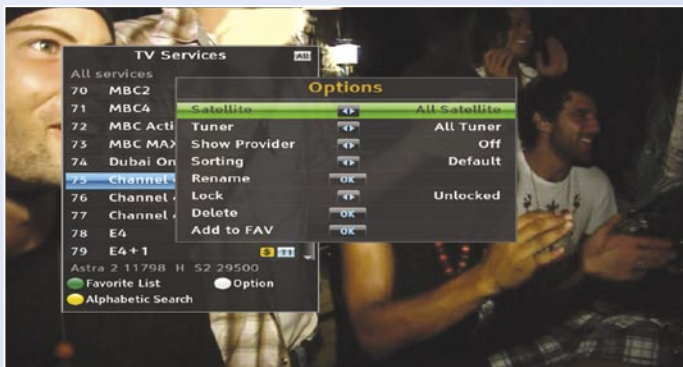 TV Services All
All services
70 MBC2
71 MBC4
72 MBC Acti
73 MBC MAX
74 Dubai On
75 Channel
76 Channel
77 Channel
78 E4
79 E4+1 $ T1
Astra 2 11798 H S2 29500
Favorite List Option
Alphabetic Search
Options
Satellite All Satellite
Tuner All Tuner
Show Provider Off
Sorting Default
Rename OK
Lock Unlocked
Delete OK
Add to FAV OK